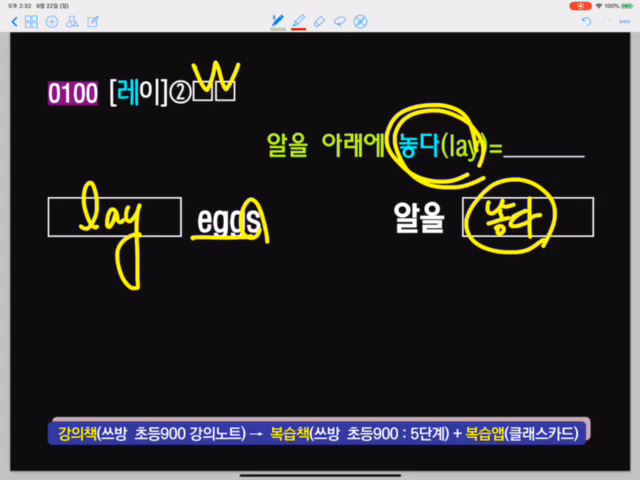 오후 2:32 9월 22일 (일)
100%
0100 [레이]②□□
알을 아래에 놓다(lay)=______
lay eggs 알을 낳다
강의책(쓰방 초등900 강의노트) → 복습책(쓰방 초등900 : 5단계) + 복습앱(클래스카드)